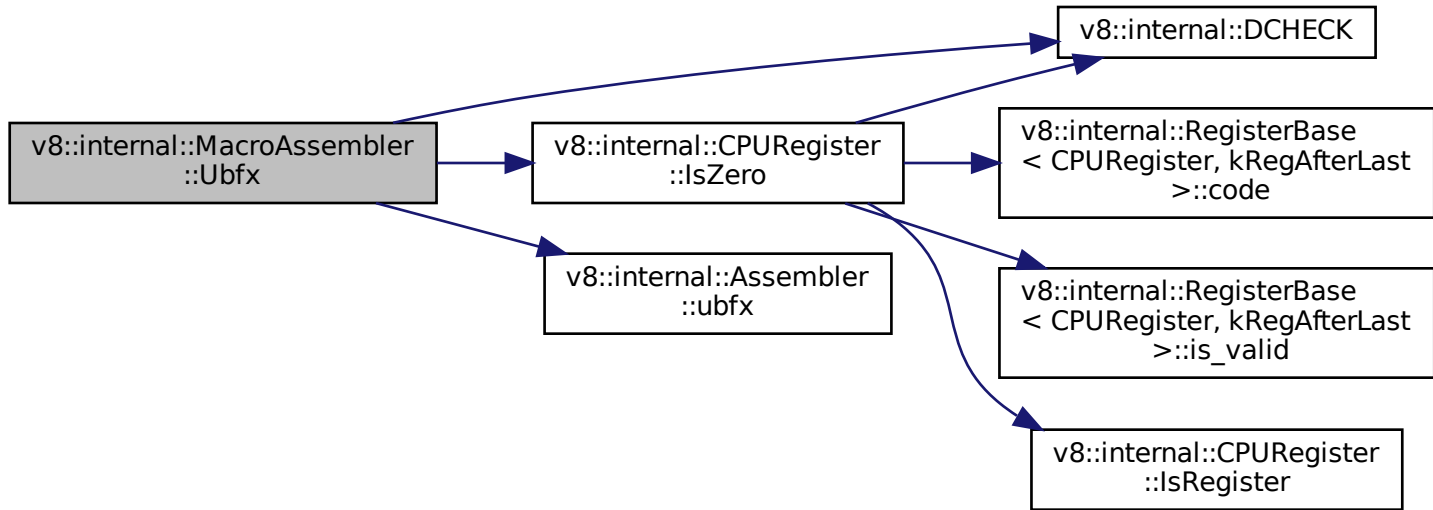 v8::internal::MacroAssembler
::Ubfx
v8::internal::CPURegister
::IsZero
v8::internal::Assembler
::ubfx
v8::internal::DCHECK
v8::internal::RegisterBase
< CPURegister, kRegAfterLast
>::code
v8::internal::RegisterBase
< CPURegister, kRegAfterLast
>::is_valid
v8::internal::CPURegister
::IsRegister